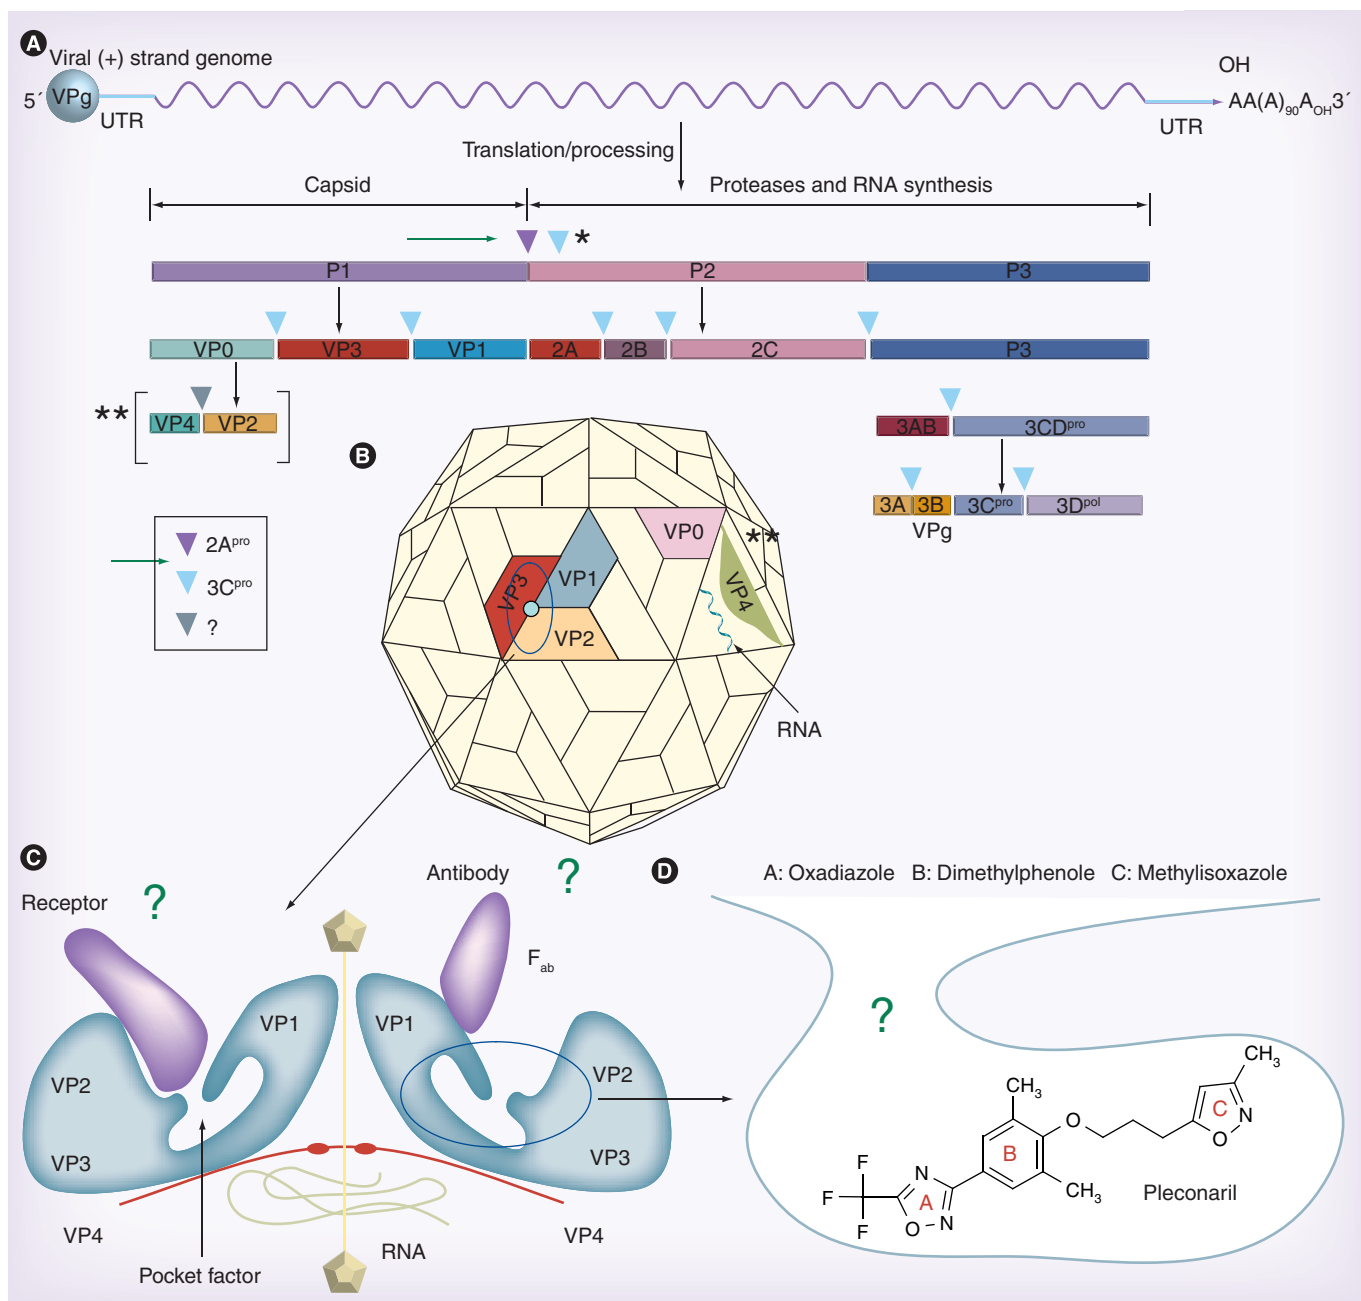 A
Viral (+) strand genome
OH
5´ VPg
AA(A)90AOH3´
UTR
UTR
Translation/processing
Capsid
Proteases and RNA synthesis
*
P1 P2 P3
VP0 VP3 VP1 2A 2B 2C P3
** VP4 VP2
3AB 3CDpro
B
3A 3B 3Cpro 3Dpol
VPg
2Apro
3Cpro
?
VP0 **
VP3 VP1 VP4
VP2
RNA
C
Receptor ?
Antibody ?
Fab
VP1 VP1
VP2 VP2
VP3 VP3
VP4 VP4
RNA
Pocket factor
D
A: Oxadiazole B: Dimethylphenole C: Methylisoxazole
?
CH3
CH3
O
C
N
O
B
F
N
CH3
F
A
F
O
N
Pleconaril